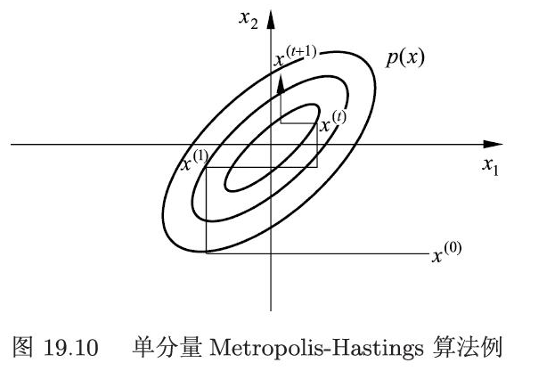 x₂
x⁽ᵗ⁺¹⁾
p(x)
x⁽ᵗ⁾
x⁽¹⁾
x₁
x⁽⁰⁾
图 19.10 单分量 Metropolis-Hastings 算法例